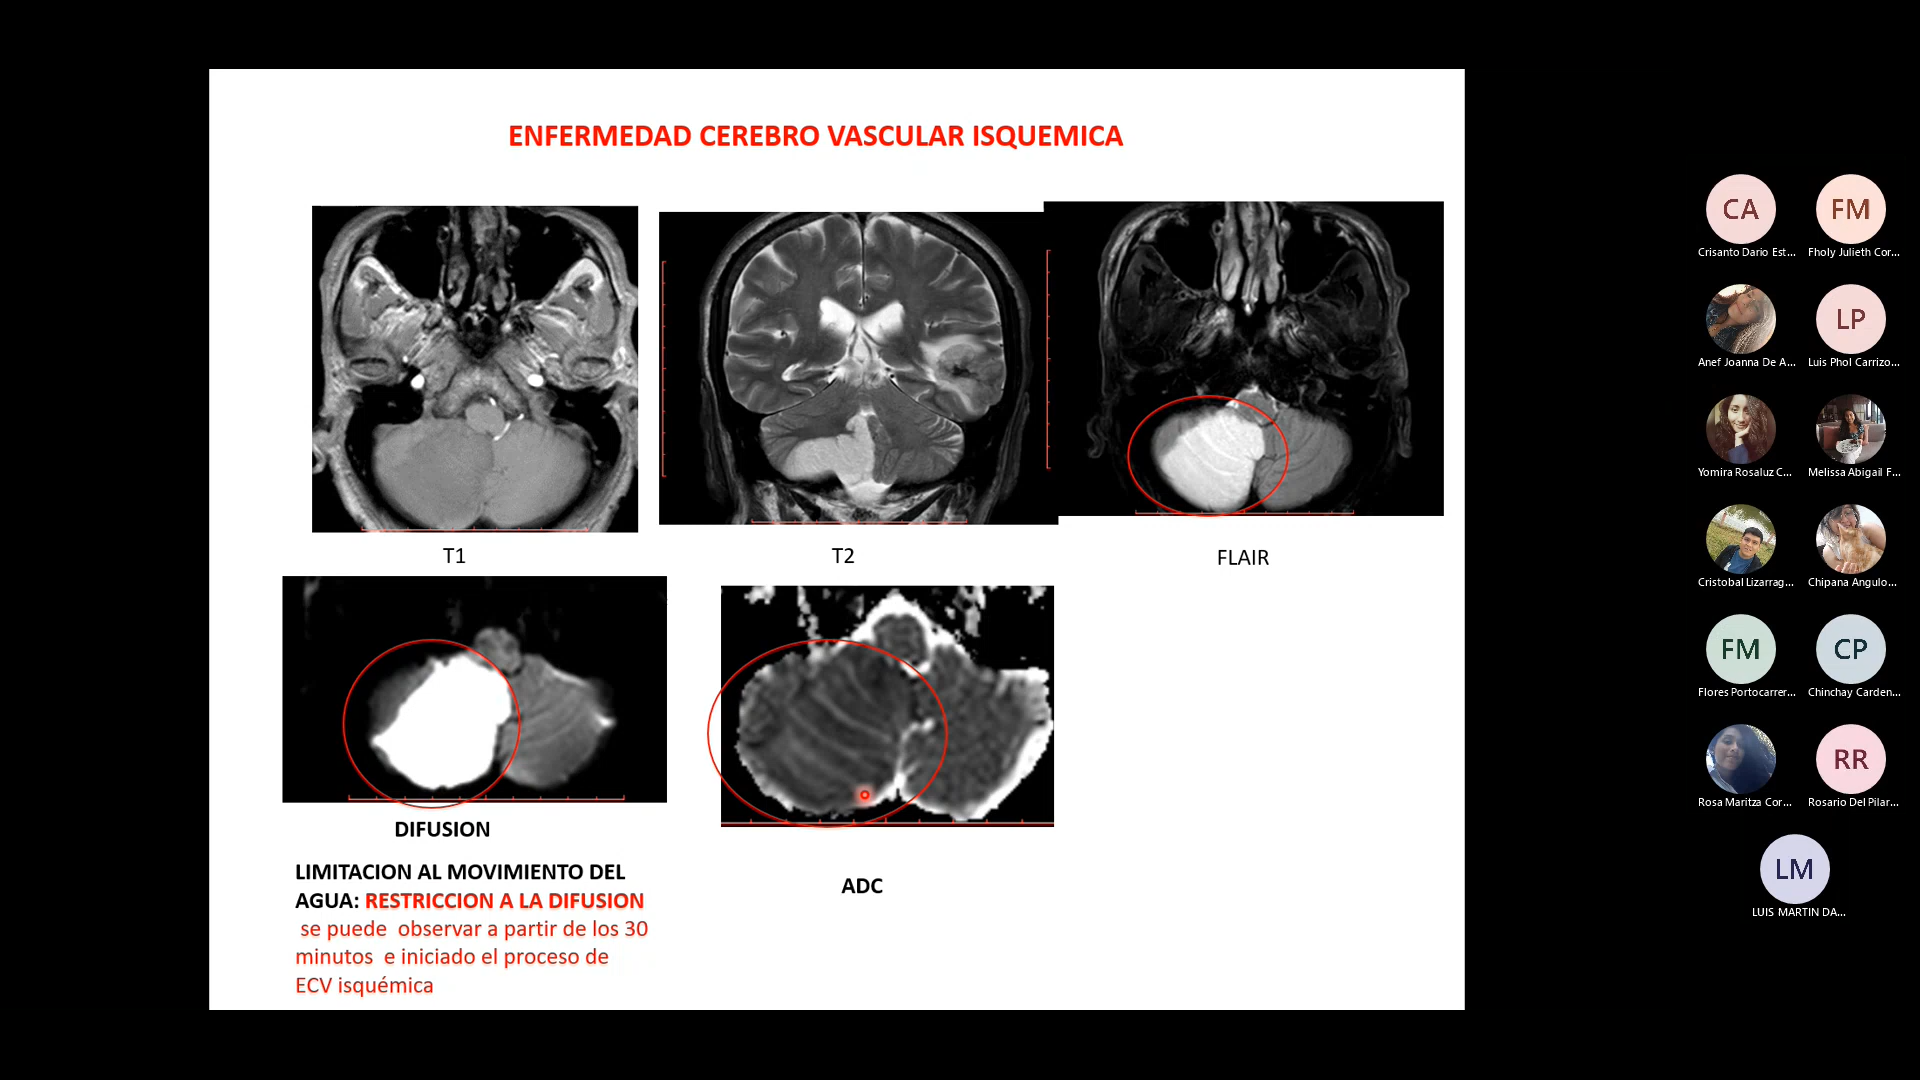 ENFERMEDAD CEREBRO VASCULAR ISQUEMICA
T1
T2
FLAIR
DIFUSION
LIMITACION AL MOVIMIENTO DEL
AGUA: RESTRICCION A LA DIFUSION
se puede observar a partir de los 30
minutos e iniciado el proceso de
ECV isquémica
ADC
CA
FM
Crisanto Dario Est...
Fholy Julieth Cor...
LP
Anef Joanna De A...
Luis Phol Carrizo...
Yomira Rosaluz C...
Melissa Abigail F...
Cristobal Lizarrag...
Chipana Angulo...
FM
CP
Flores Portocarrer...
Chinchay Carden...
RR
Rosa Maritza Cor...
Rosario Del Pilar...
LM
LUIS MARTIN DA...